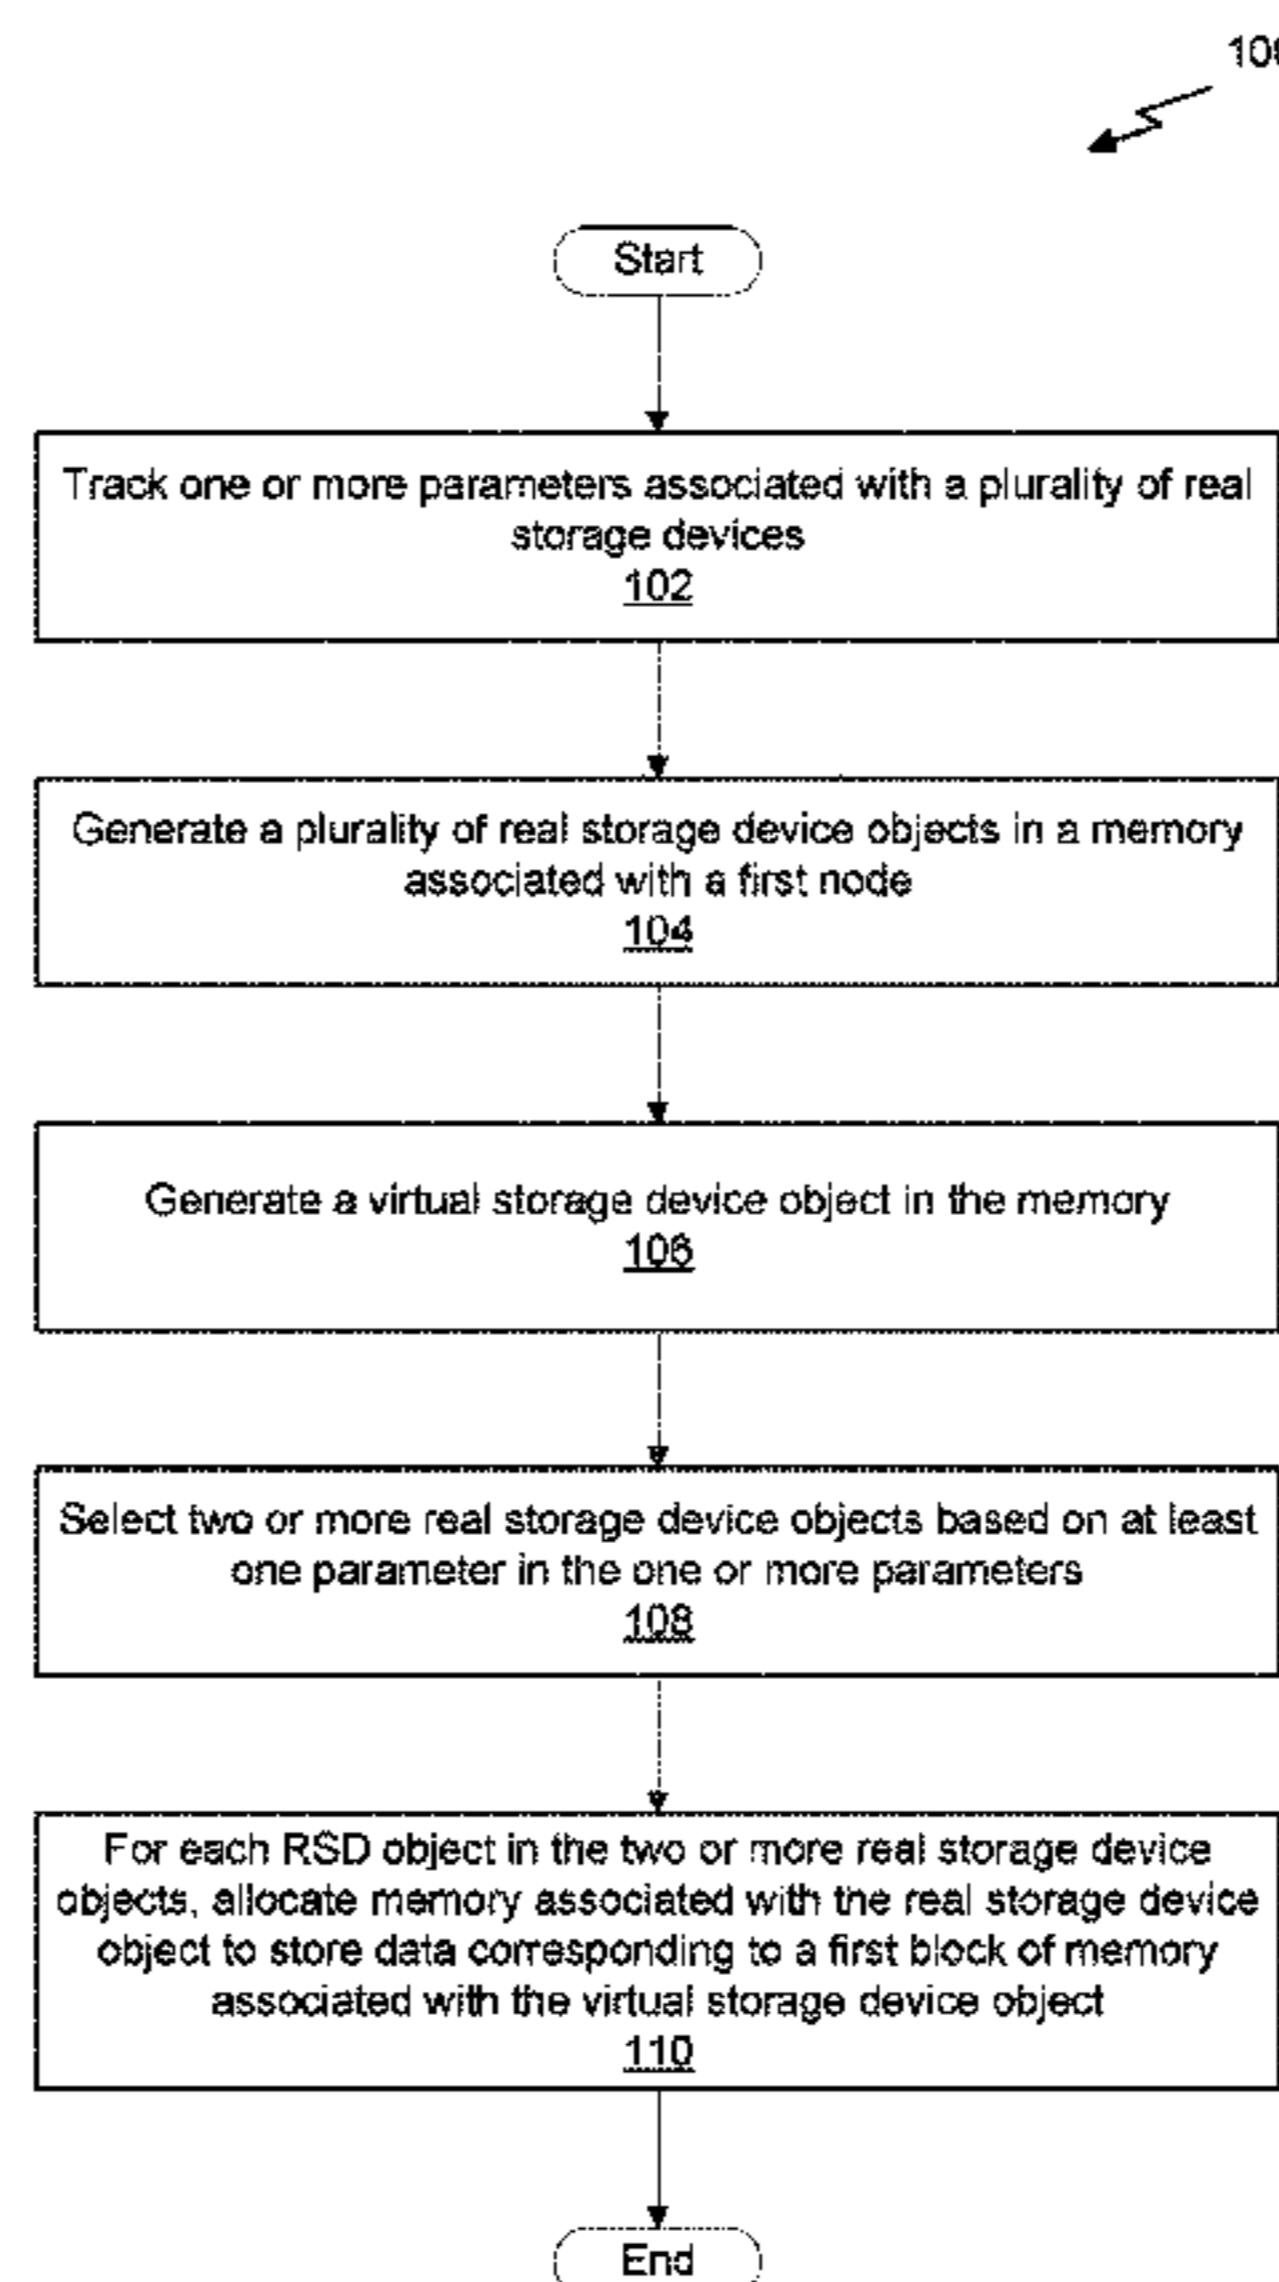 100
Start
Track one or more parameters associated with a plurality of real
storage devices
102
Generate a plurality of real storage device objects in a memory
associated with a first node
104
Generate a virtual storage device object in the memory
106
Select two or more real storage device objects based on at least
one parameter in the one or more parameters
108
For each RSD object in the two or more real storage device
objects, allocate memory associated with the real storage device
object to store data corresponding to a first block of memory
associated with the virtual storage device object
110
End